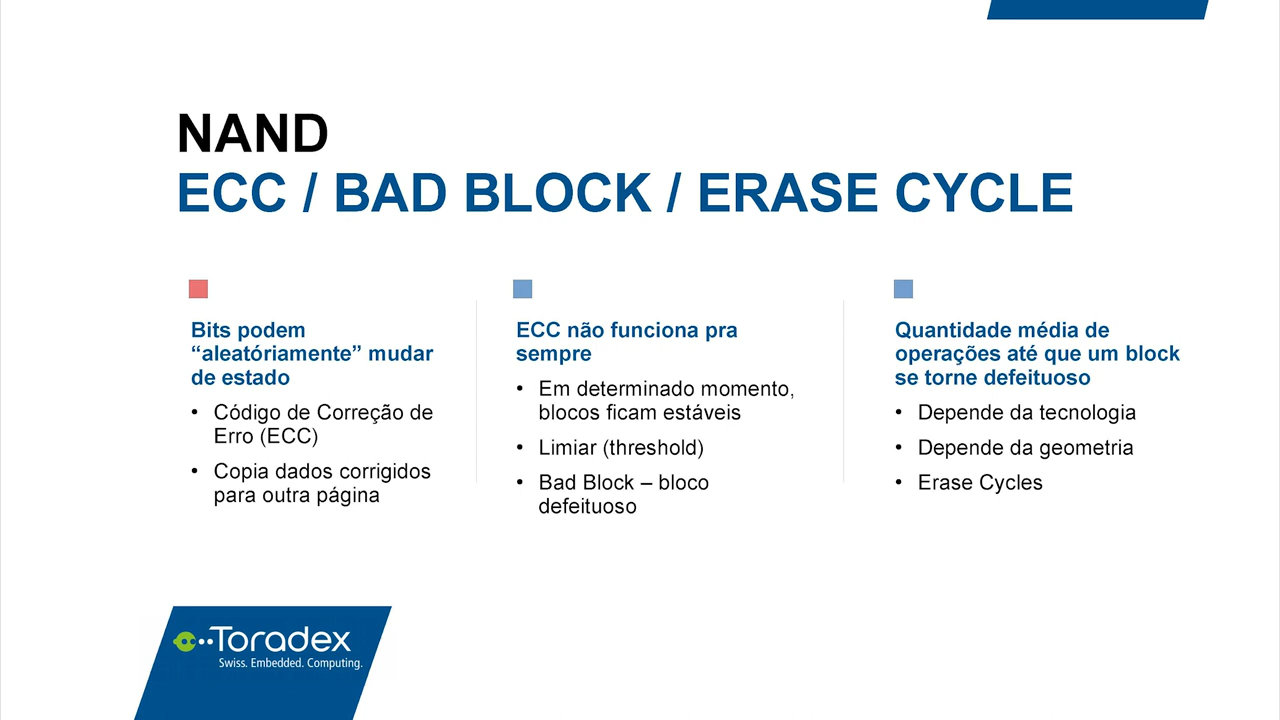 NAND
ECC / BAD BLOCK / ERASE CYCLE
Bits podem
“aleatóriamente” mudar
de estado
• Código de Correção de
Erro (ECC)
• Copia dados corrigidos
para outra página
ECC não funciona pra
sempre
• Em determinado momento,
blocos ficam estáveis
• Limiar (threshold)
• Bad Block – bloco
defeituoso
Quantidade média de
operações até que um block
se torne defeituoso
• Depende da tecnologia
• Depende da geometria
• Erase Cycles
Toradex
Swiss. Embedded. Computing.